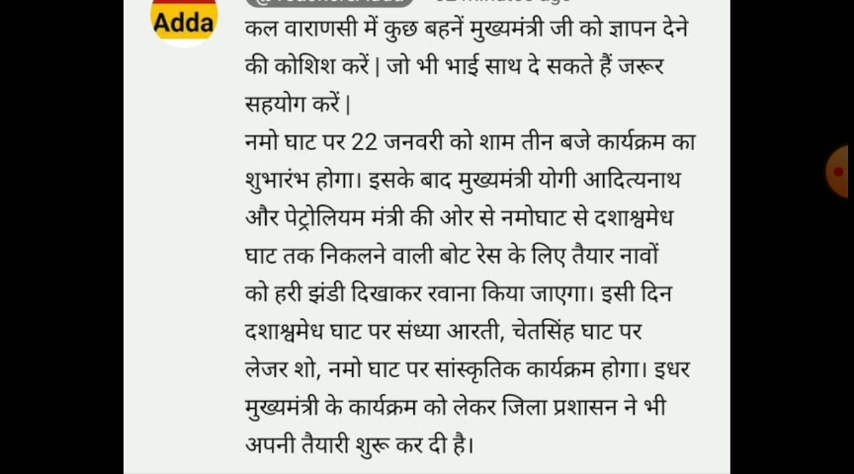 Adda
कल वाराणसी में कुछ बहनें मुख्यमंत्री जी को ज्ञापन देने
की कोशिश करें | जो भी भाई साथ दे सकते हैं जरूर
सहयोग करें |
नमो घाट पर 22 जनवरी को शाम तीन बजे कार्यक्रम का
शुभारंभ होगा। इसके बाद मुख्यमंत्री योगी आदित्यनाथ
और पेट्रोलियम मंत्री की ओर से नमोघाट से दशाश्वमेध
घाट तक निकलने वाली बोट रेस के लिए तैयार नावों
को हरी झंडी दिखाकर रवाना किया जाएगा। इसी दिन
दशाश्वमेध घाट पर संध्या आरती, चेतसिंह घाट पर
लेजर शो, नमो घाट पर सांस्कृतिक कार्यक्रम होगा। इधर
मुख्यमंत्री के कार्यक्रम को लेकर जिला प्रशासन ने भी
अपनी तैयारी शुरू कर दी है।